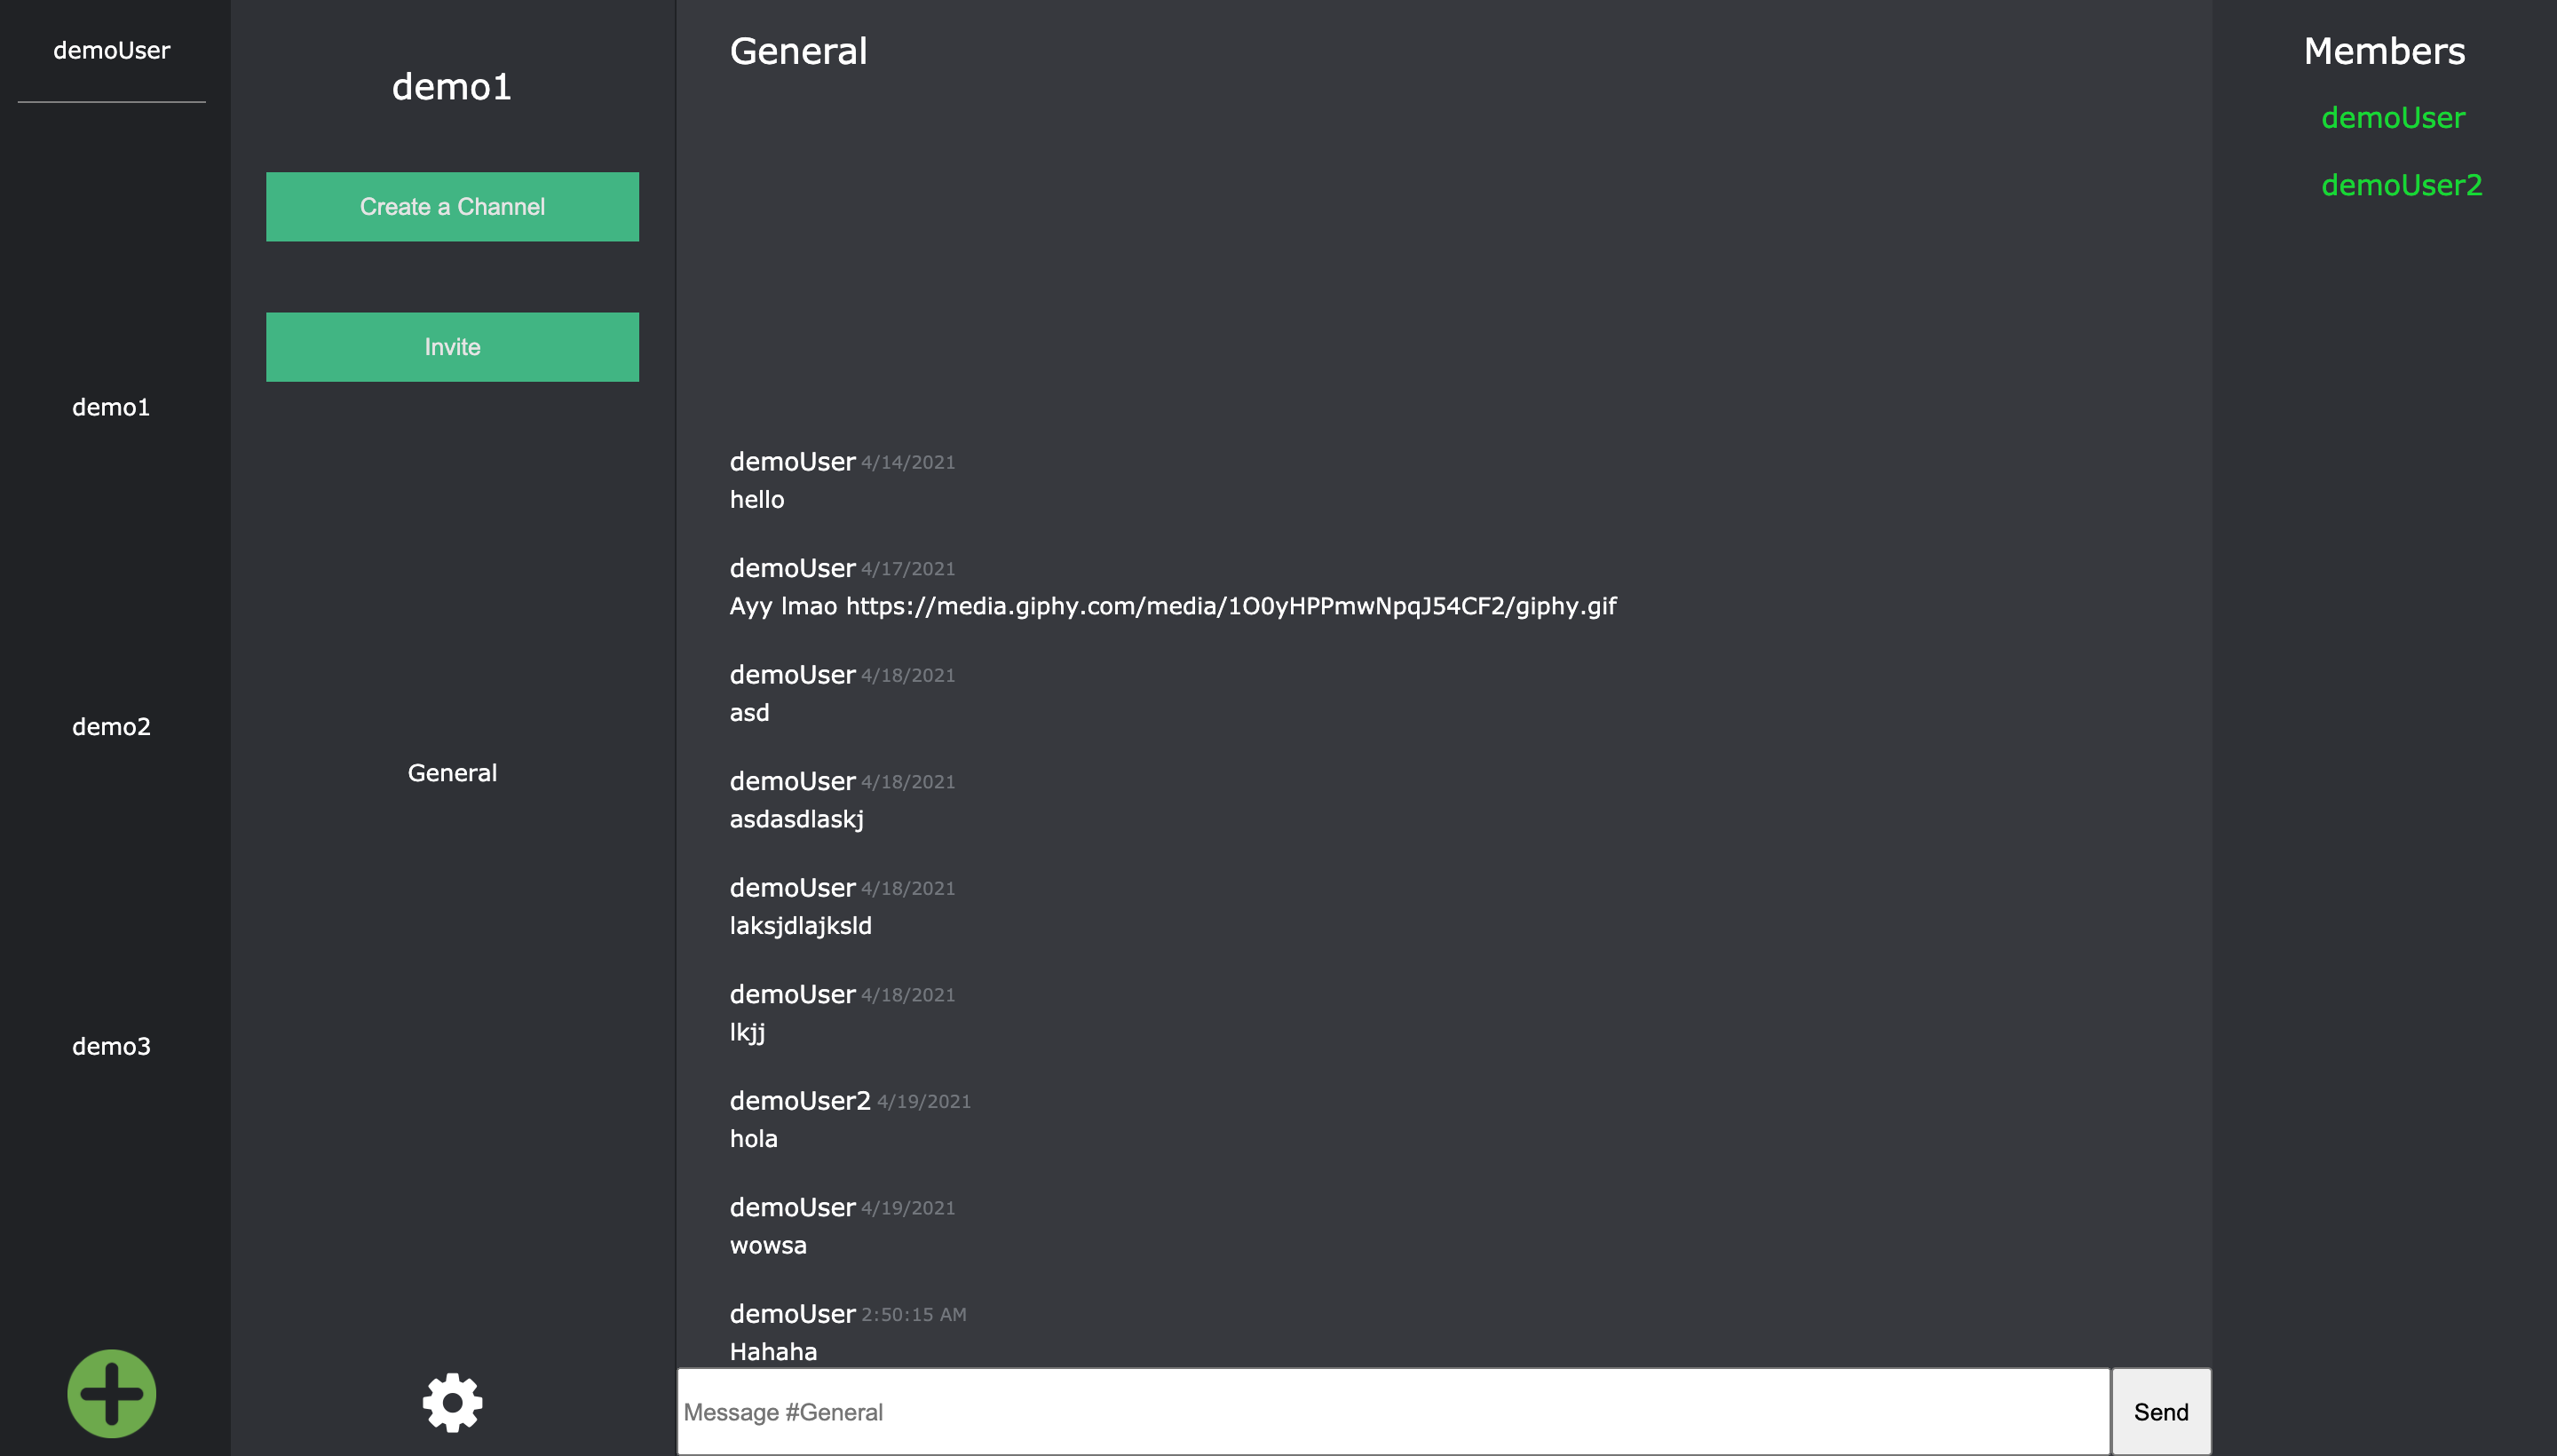 demoUser
demo1
demo2
demo3
demo1
Create a Channel
Invite
General
General
demoUser 4/14/2021
hello
demoUser 4/17/2021
Ayy lmao https://media.giphy.com/media/1O0yHPPmwNpqJ54CF2/giphy.gif
demoUser 4/18/2021
asd
demoUser 4/18/2021
asdasdlaskj
demoUser 4/18/2021
laksjdlajksld
demoUser 4/18/2021
lkjj
demoUser2 4/19/2021
hola
demoUser 4/19/2021
wowsa
demoUser 2:50:15 AM
Hahaha
Message #General
Send
Members
demoUser
demoUser2